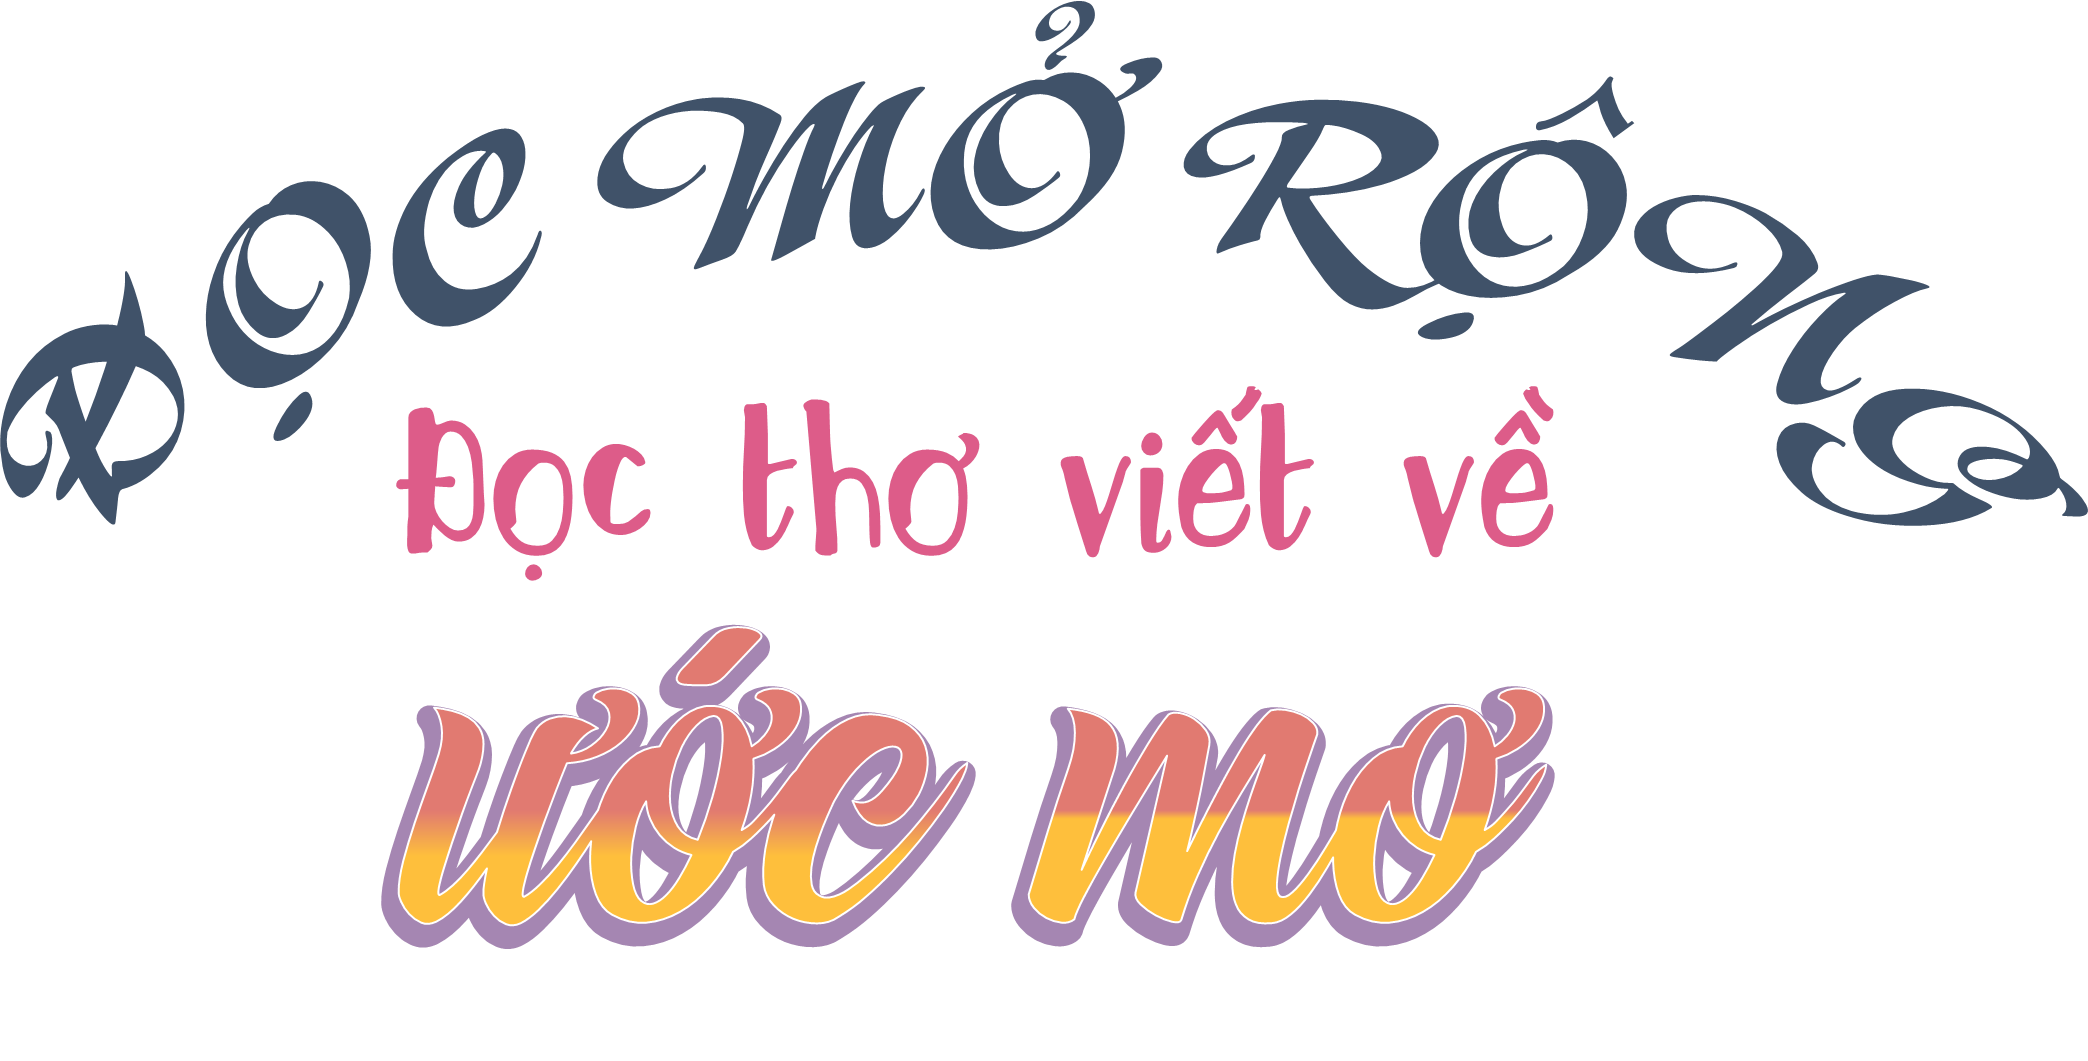 ĐỌC MỞ RỘNG
Đọc thơ viết về
ước mơ